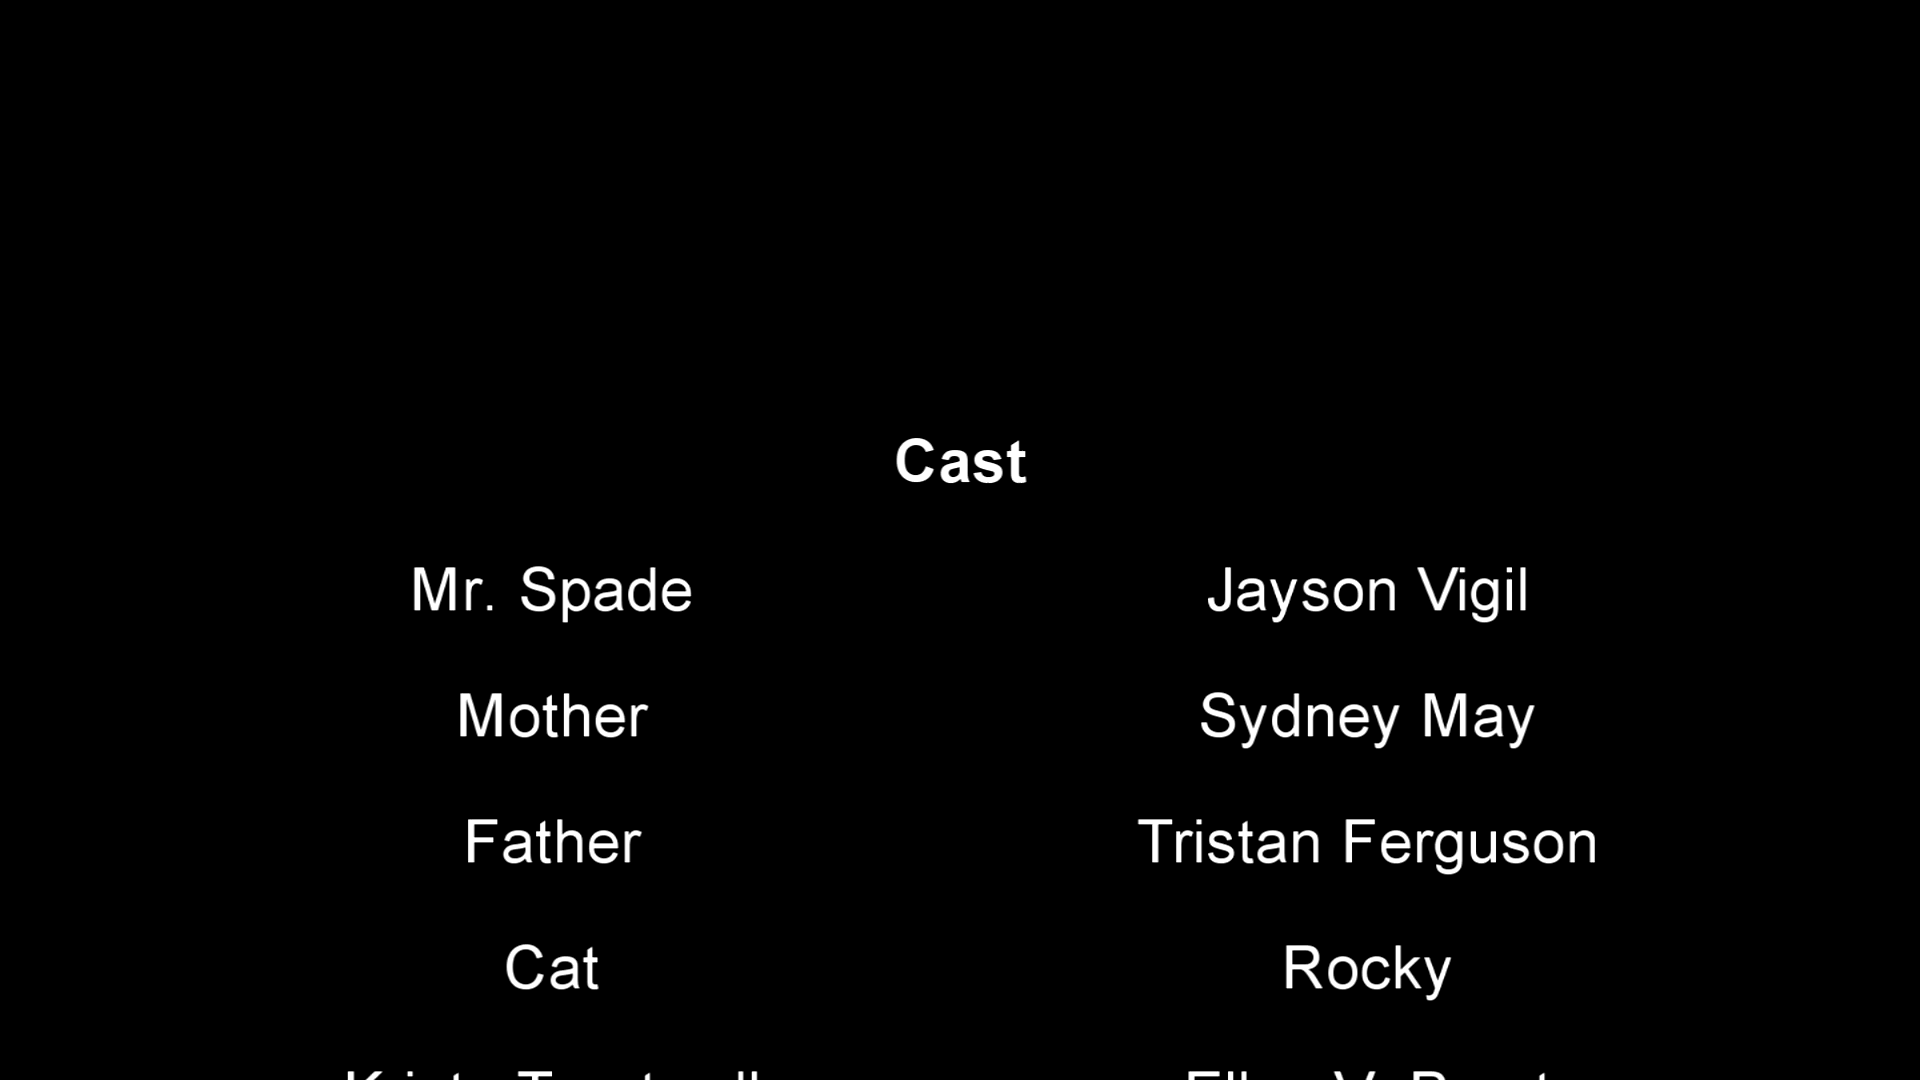 Cast
Mr. Spade Jayson Vigil
Mother Sydney May
Father Tristan Ferguson
Cat Rocky